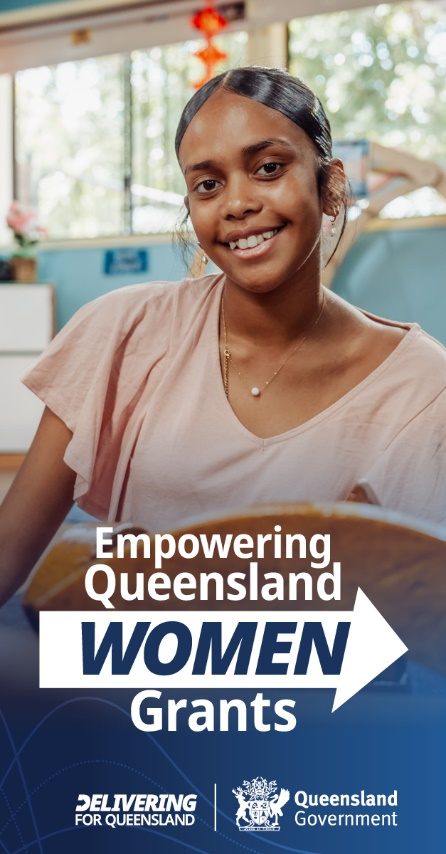 Empowering
Queensland
WOMEN
Grants
DELIVERING
FOR QUEENSLAND
Queensland
Government